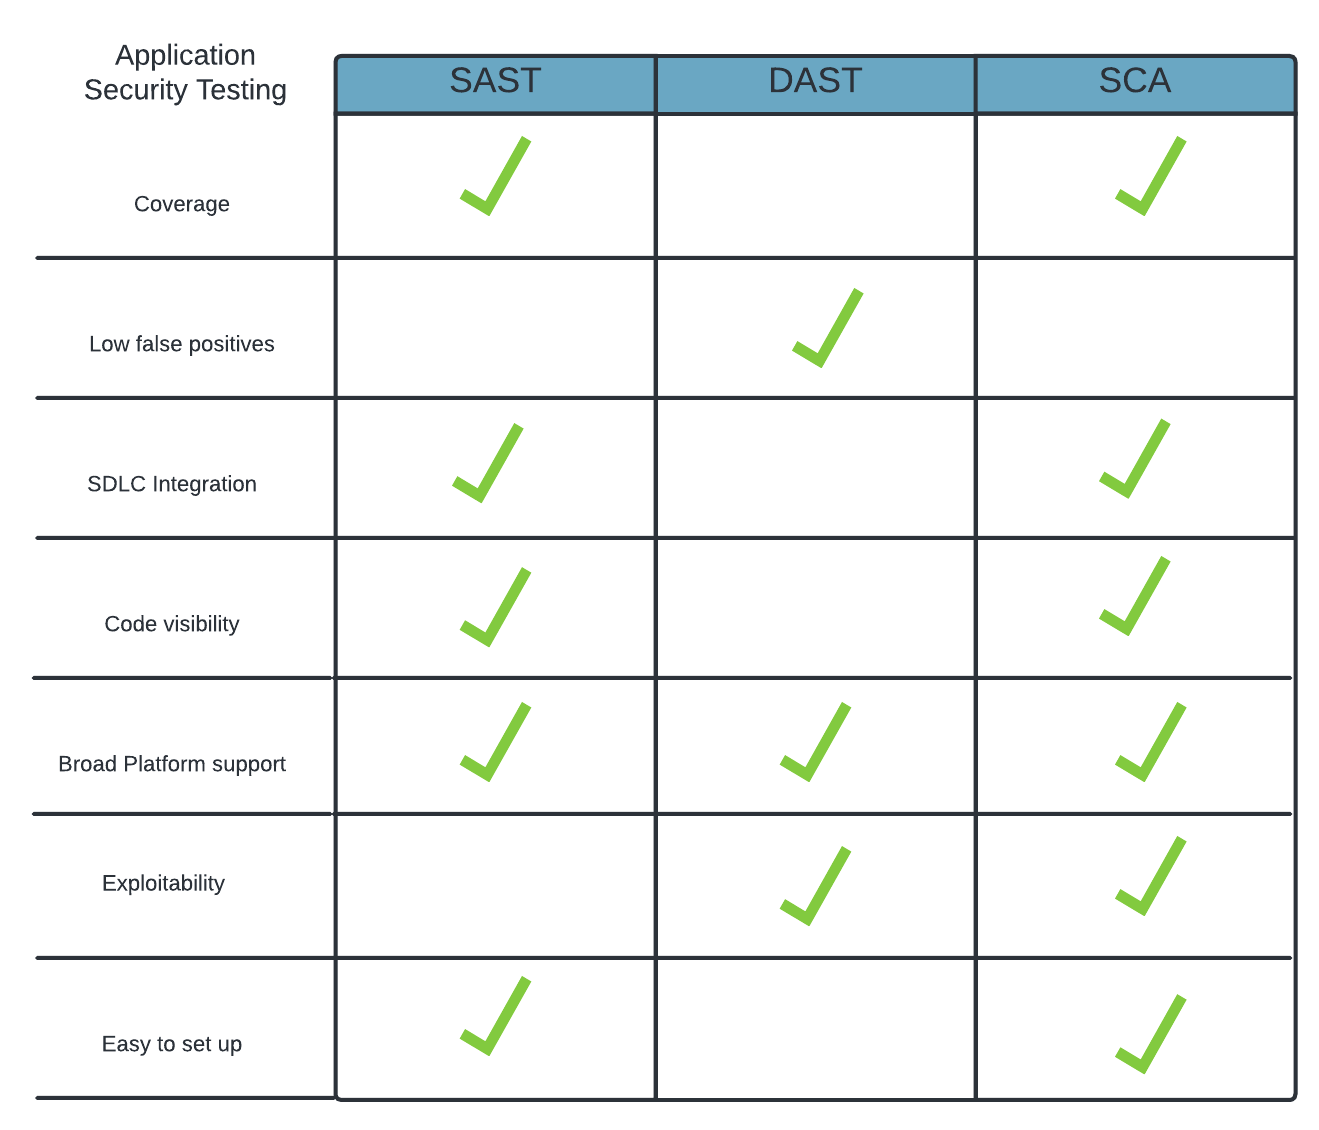 Application
Security Testing
SAST
DAST
SCA
Coverage
Low false positives
SDLC Integration
Code visibility
Broad Platform support
Exploitability
Easy to set up